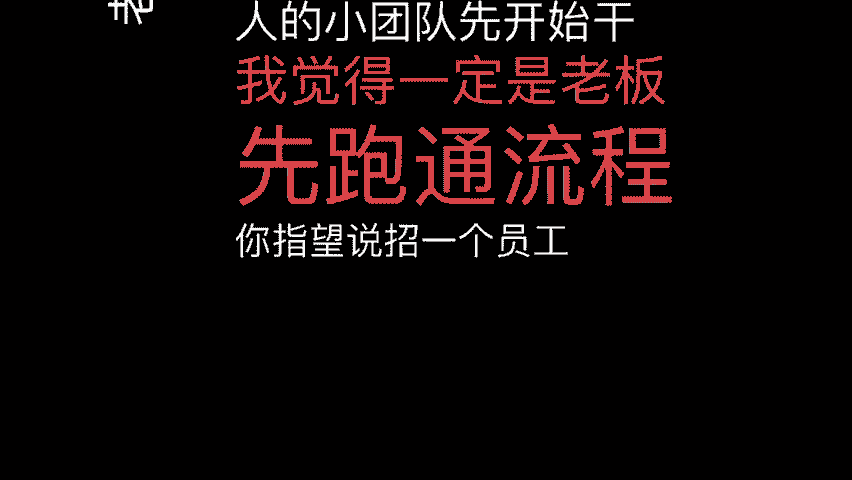 人的小团队先开始干
我觉得一定是老板
先跑通流程
你指望说招一个员工